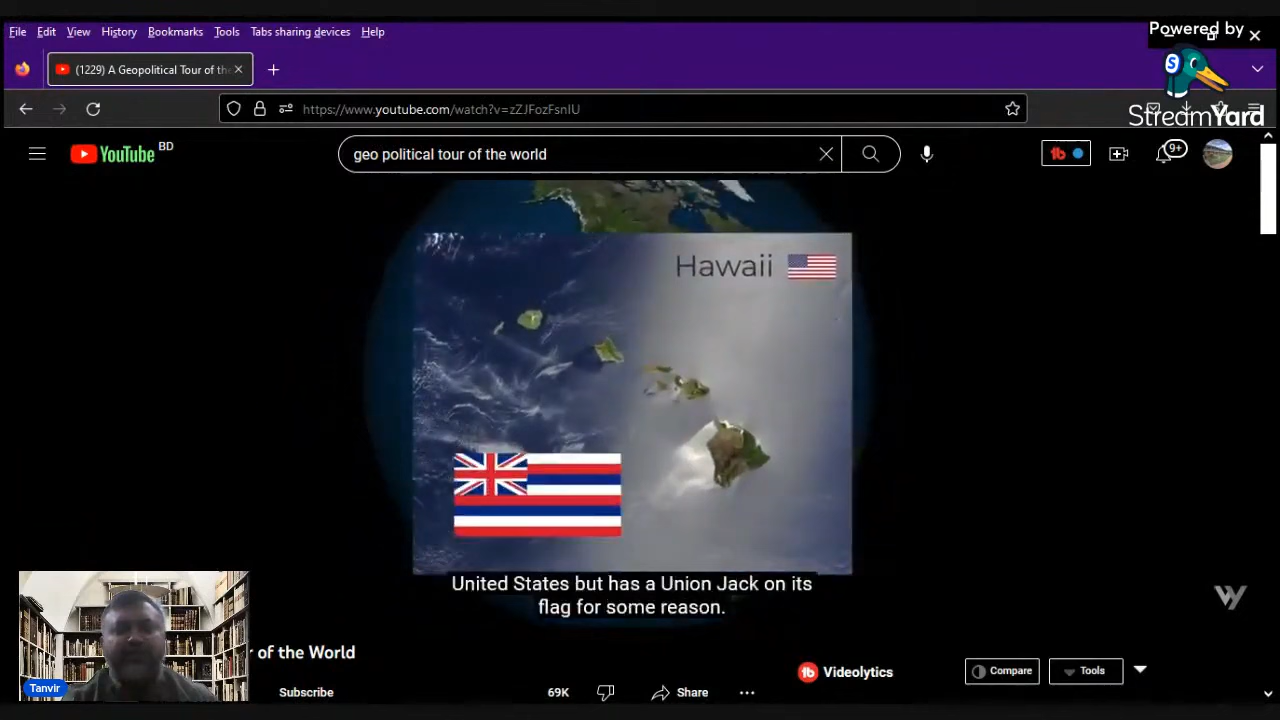 File Edit View History Bookmarks Tools Tabs sharing devices Help
Powered by
(1229) A Geopolitical Tour of the
https://www.youtube.com/watch?v=zZJFozFsnIU
StreamYard
YouTube BD
geo political tour of the world
9+
Hawaii
United States but has a Union Jack on its
flag for some reason.
of the World
Videolytics
Compare
Tools
Tanvir
Subscribe
69K
Share